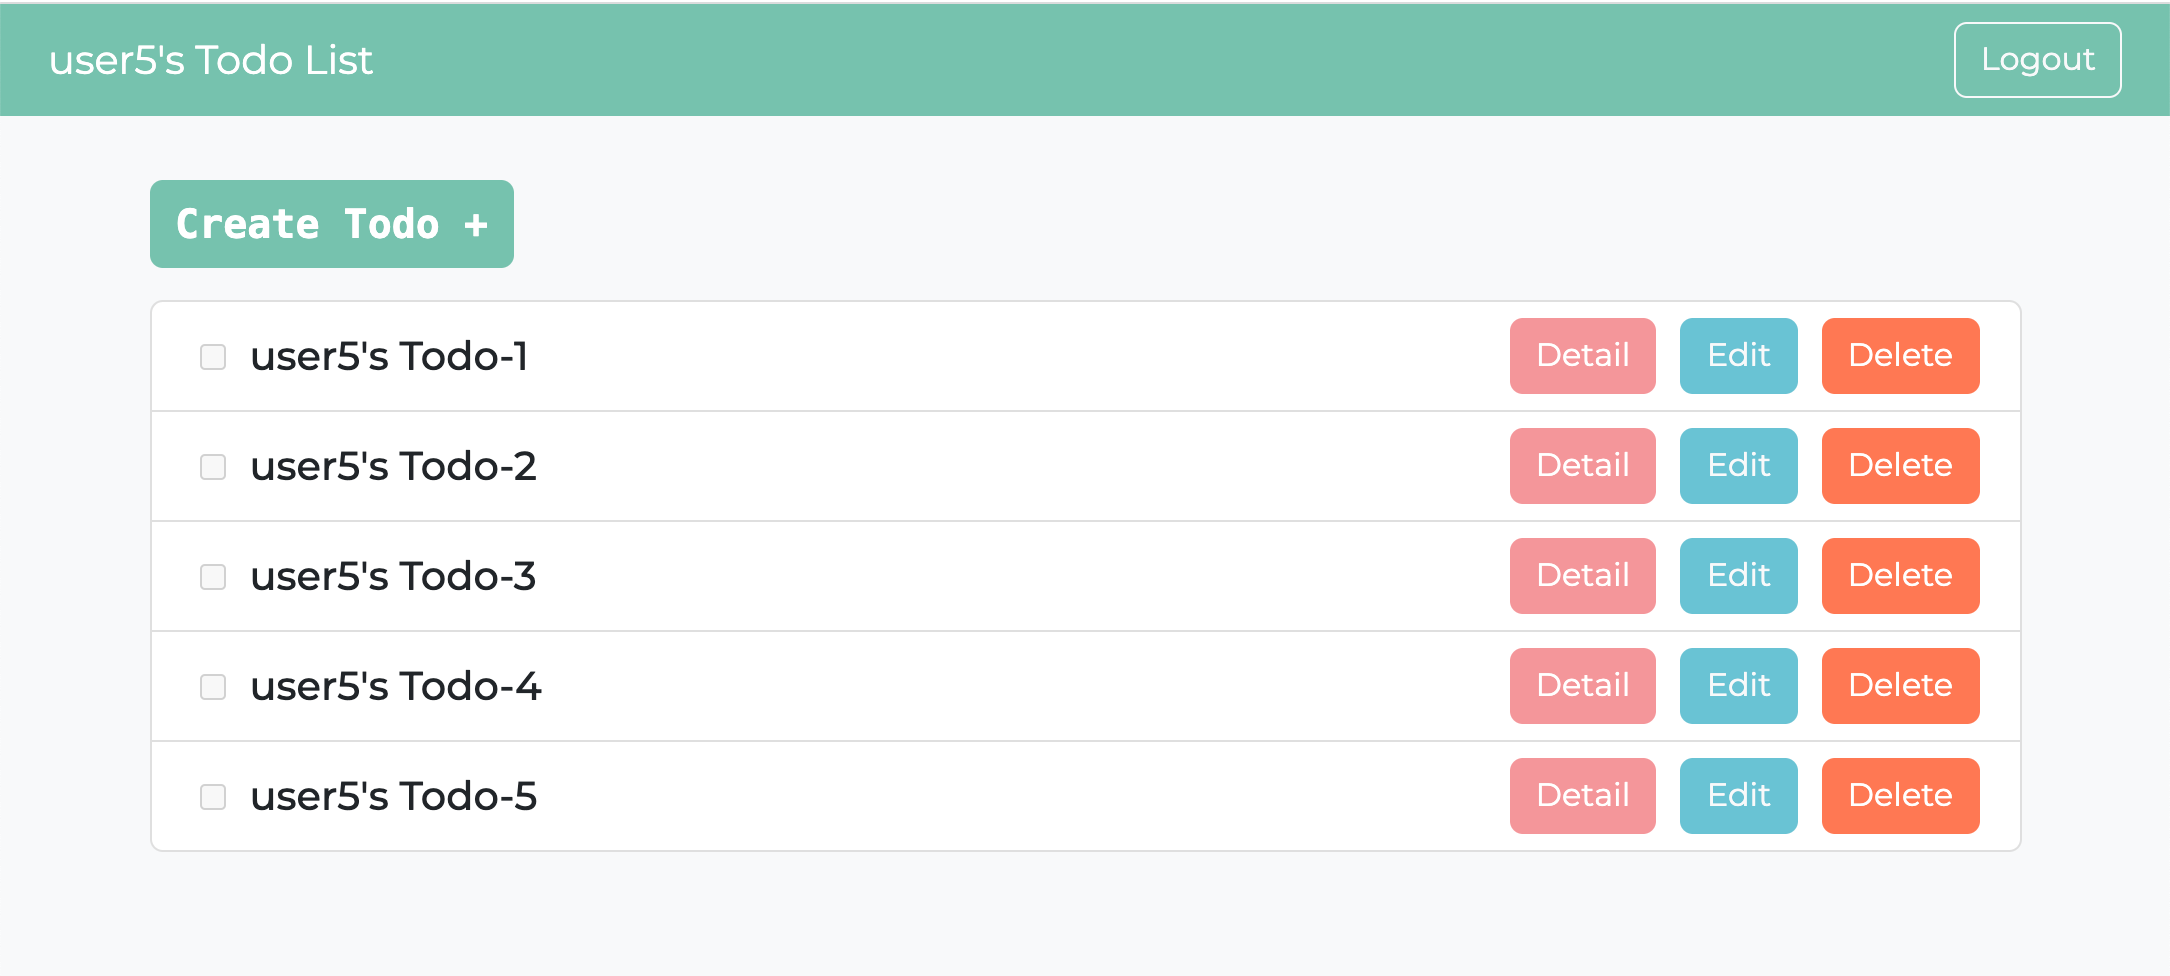 user5's Todo List Logout
Create Todo +
user5's Todo-1 Detail Edit Delete
user5's Todo-2 Detail Edit Delete
user5's Todo-3 Detail Edit Delete
user5's Todo-4 Detail Edit Delete
user5's Todo-5 Detail Edit Delete